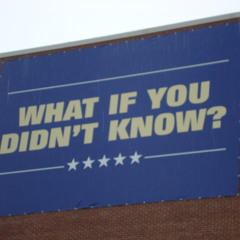 WHAT IF YOU
DIDN'T KNOW?